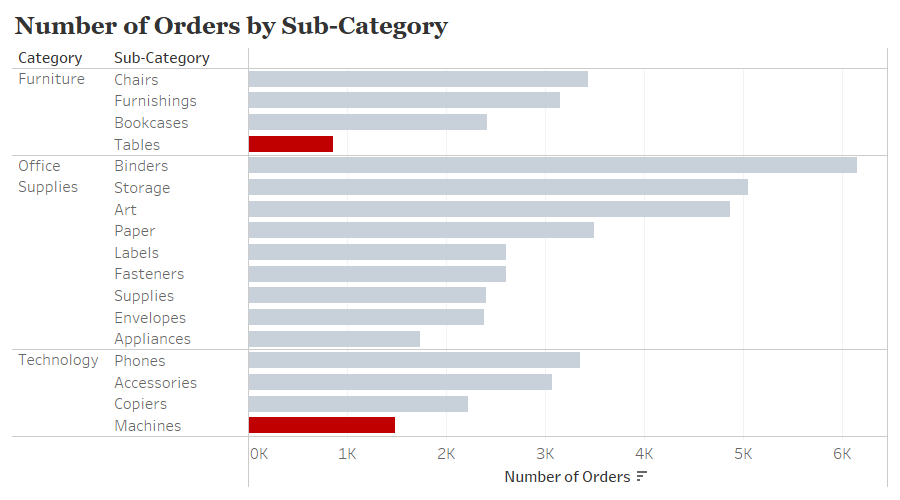 Number of Orders by Sub-Category
Category Sub-Category
Furniture Chairs
Furnishings
Bookcases
Tables
Office Binders
Supplies Storage
Art
Paper
Labels
Fasteners
Supplies
Envelopes
Appliances
Technology Phones
Accessories
Copiers
Machines
0K 1K 2K 3K 4K 5K 6K
Number of Orders